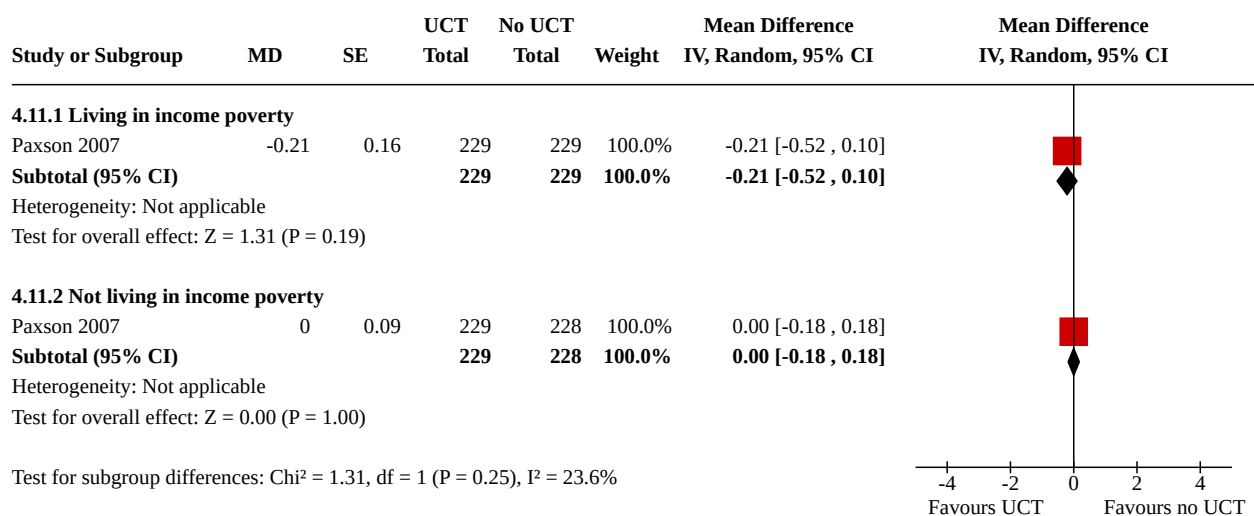 UCT No UCT Mean Difference Mean Difference
Study or Subgroup MD SE Total Total Weight IV, Random, 95% CI IV, Random, 95% CI
4.11.1 Living in income poverty
Paxson 2007 -0.21 0.16 229 229 100.0% -0.21 [-0.52 , 0.10]
Subtotal (95% CI) 229 229 100.0% -0.21 [-0.52 , 0.10]
Heterogeneity: Not applicable
Test for overall effect: Z = 1.31 (P = 0.19)
4.11.2 Not living in income poverty
Paxson 2007 0 0.09 229 228 100.0% 0.00 [-0.18 , 0.18]
Subtotal (95% CI) 229 228 100.0% 0.00 [-0.18 , 0.18]
Heterogeneity: Not applicable
Test for overall effect: Z = 0.00 (P = 1.00)
Test for subgroup differences: Chi² = 1.31, df = 1 (P = 0.25), I² = 23.6%
-4 -2 0 2 4
Favours UCT Favours no UCT